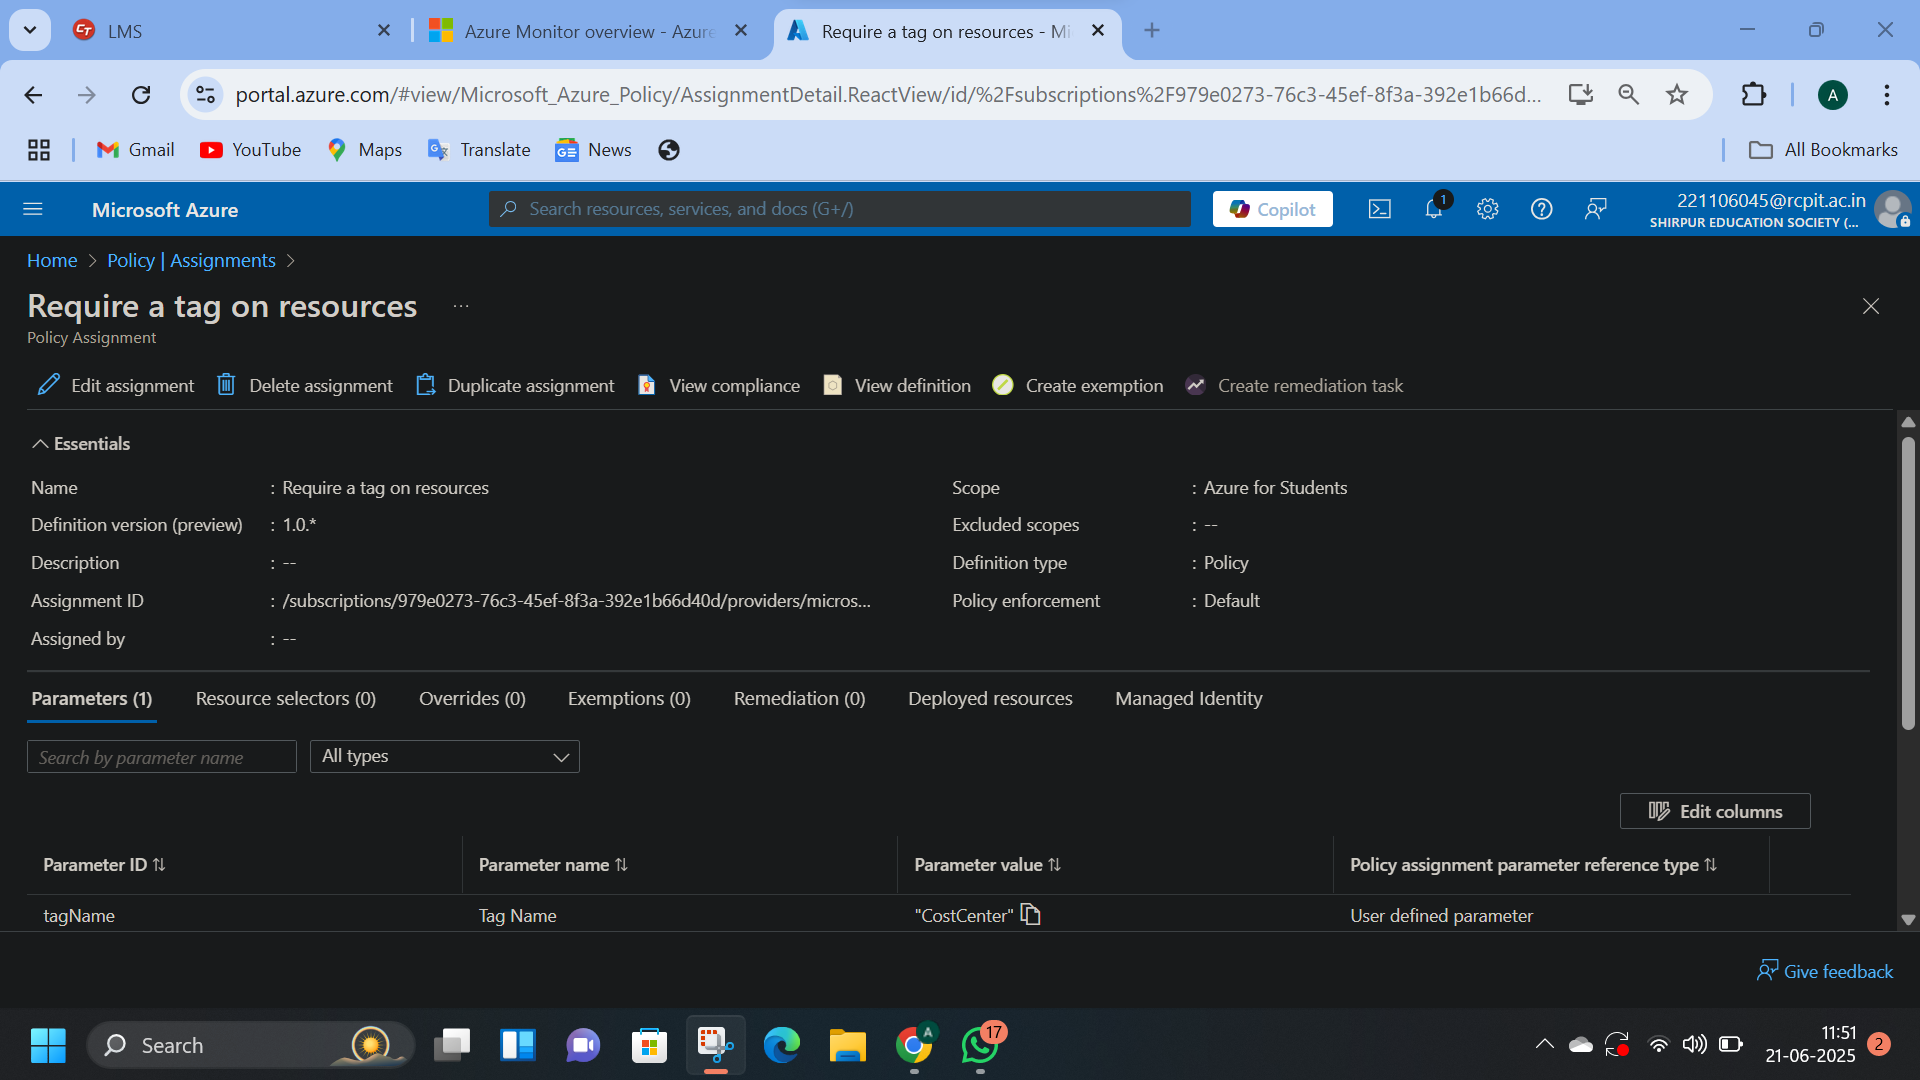 LMS
Azure Monitor overview - Azure
Require a tag on resources - Mi
portal.azure.com/#view/Microsoft_Azure_Policy/AssignmentDetail.ReactView/id/%2Fsubscriptions%2F979e0273-76c3-45ef-8f3a-392e1b66d...
A
Gmail
YouTube
Maps
Translate
News
All Bookmarks
Microsoft Azure
Search resources, services, and docs (G+/)
Copilot
1
221106045@rcpit.ac.in
SHIRPUR EDUCATION SOCIETY (...
Home > Policy | Assignments >
Require a tag on resources ...
Policy Assignment
Edit assignment
Delete assignment
Duplicate assignment
View compliance
View definition
Create exemption
Create remediation task
Essentials
Name : Require a tag on resources
Scope : Azure for Students
Definition version (preview) : 1.0.*
Excluded scopes : --
Description : --
Definition type : Policy
Assignment ID : /subscriptions/979e0273-76c3-45ef-8f3a-392e1b66d40d/providers/micros...
Policy enforcement : Default
Assigned by : --
Parameters (1)
Resource selectors (0)
Overrides (0)
Exemptions (0)
Remediation (0)
Deployed resources
Managed Identity
Search by parameter name
All types
Edit columns
Parameter ID
Parameter name
Parameter value
Policy assignment parameter reference type
tagName
Tag Name
"CostCenter"
User defined parameter
Give feedback
Search
A
17
11:51
21-06-2025
2